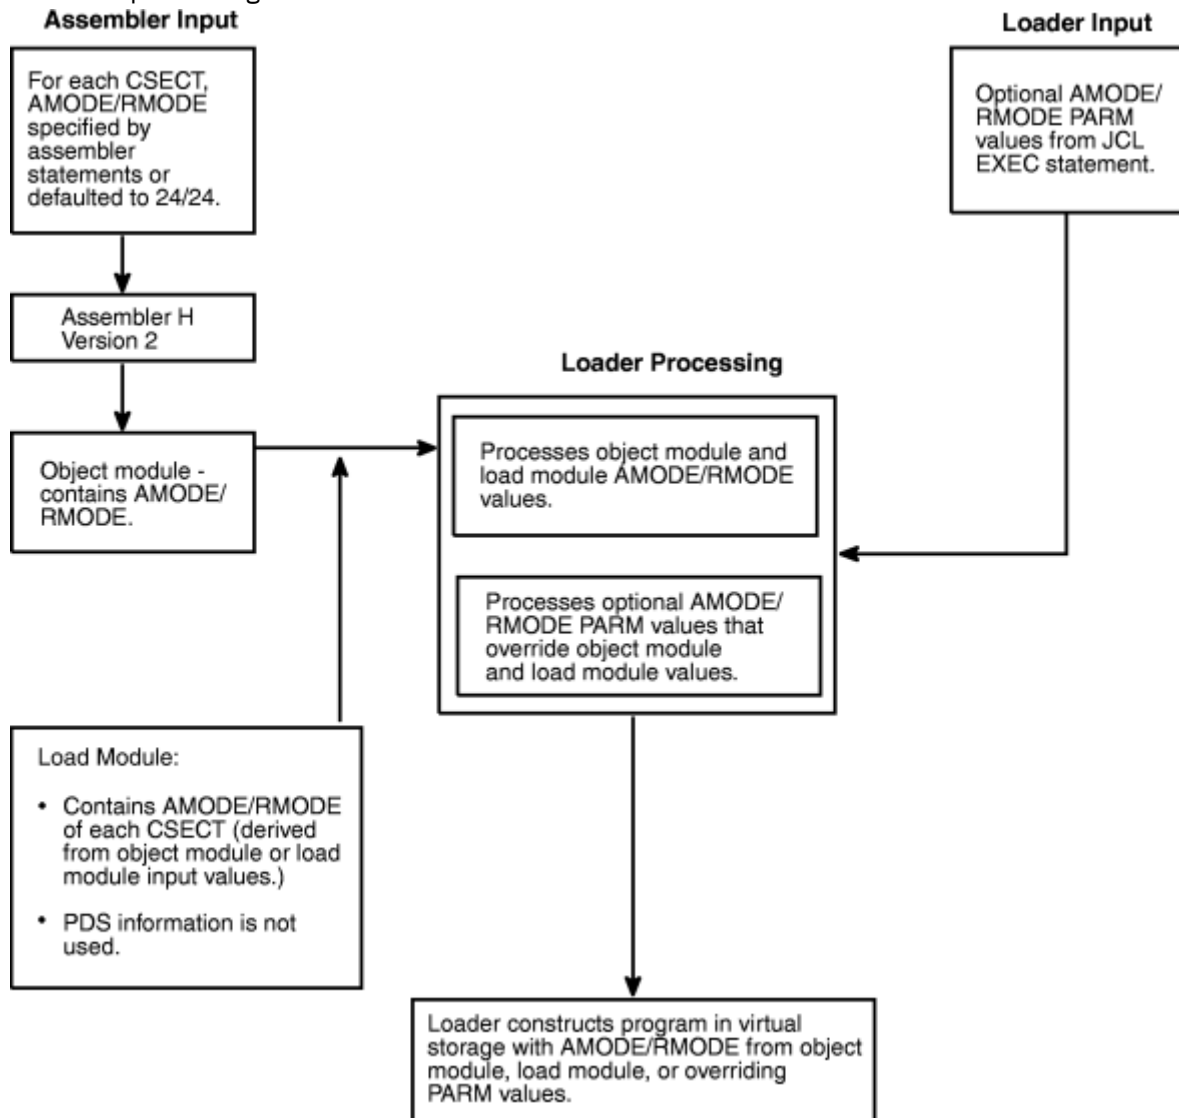 Assembler Input
For each CSECT,
AMODE/RMODE
specified by
assembler
statements or
defaulted to 24/24.
Assembler H
Version 2
Object module -
contains AMODE/
RMODE.
Load Module:
• Contains AMODE/RMODE
of each CSECT (derived
from object module or load
module input values.)
• PDS information is not
used.
Loader Input
Optional AMODE/
RMODE PARM
values from JCL
EXEC statement.
Loader Processing
Processes object module and
load module AMODE/RMODE
values.
Processes optional AMODE/
RMODE PARM values that
override object module
and load module values.
Loader constructs program in virtual
storage with AMODE/RMODE from object
module, load module, or overriding
PARM values.